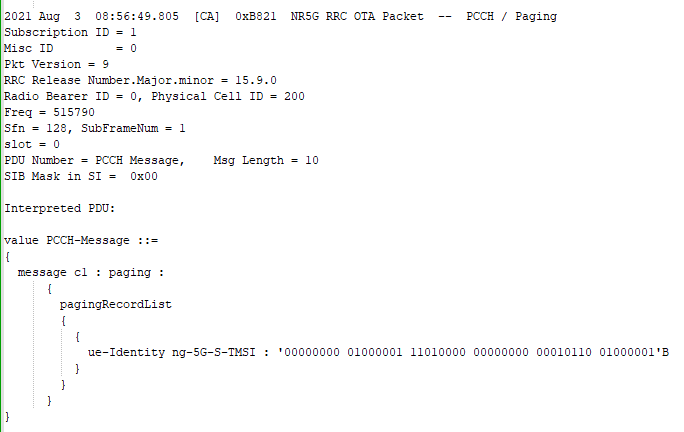 2021 Aug  3  08:56:49.805  [CA]  0xB821  NR5G RRC OTA Packet  --  PCCH / Paging
Subscription ID = 1
Misc ID         = 0
Pkt Version = 9
RRC Release Number.Major.minor = 15.9.0
Radio Bearer ID = 0, Physical Cell ID = 200
Freq = 515790
Sfn = 128, SubFrameNum = 1
slot = 0
PDU Number = PCCH Message,    Msg Length = 10
SIB Mask in SI =  0x00
Interpreted PDU:
value PCCH-Message ::=
{
  message c1 : paging :
      {
        pagingRecordList
        {
          {
            ue-Identity ng-5G-S-TMSI : '00000000 01000001 11010000 00000000 00010110 01000001'B
          }
        }
      }
}